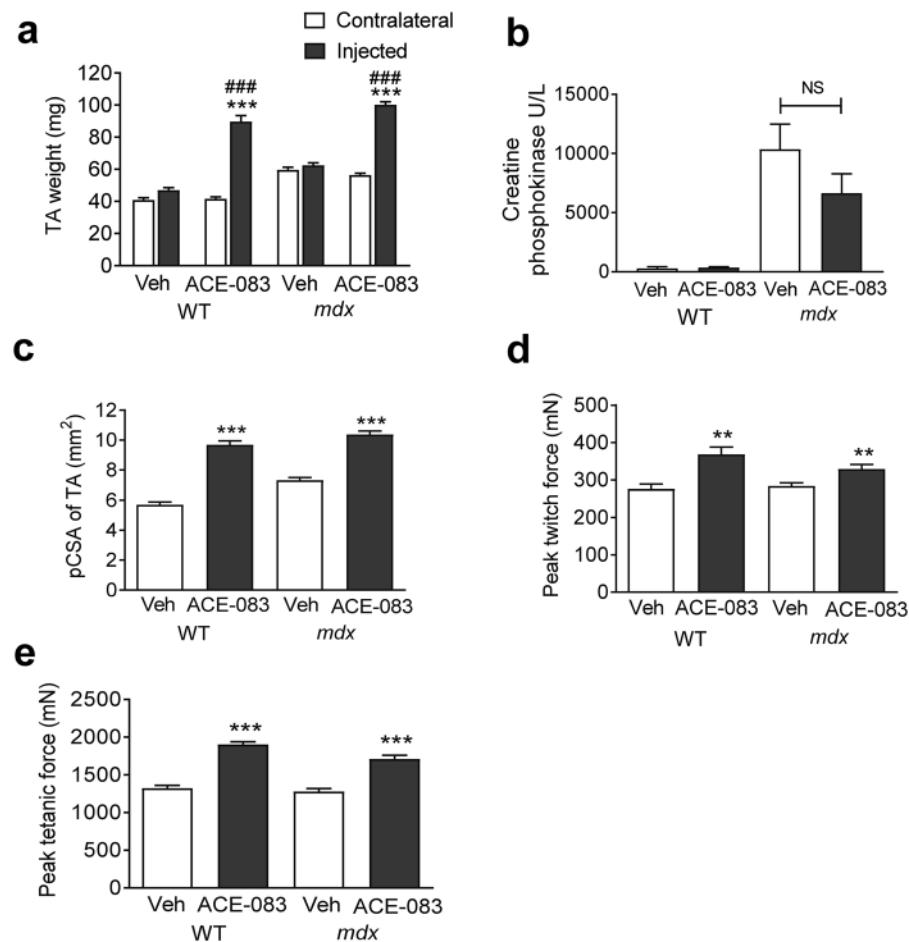 a
Contralateral
Injected
TA weight (mg)
120
100
80
60
40
20
0
###
***
###
***
Veh ACE-083 Veh ACE-083
WT mdx
b
Creatine
phosphokinase U/L
15000
10000
5000
0
NS
Veh ACE-083 Veh ACE-083
WT mdx
c
pCSA of TA (mm²)
12
10
8
6
4
2
0
*** ***
Veh ACE-083 Veh ACE-083
WT mdx
d
Peak twitch force (mN)
500
400
300
200
100
0
** **
Veh ACE-083 Veh ACE-083
WT mdx
e
Peak tetanic force (mN)
2500
2000
1500
1000
500
0
*** ***
Veh ACE-083 Veh ACE-083
WT mdx